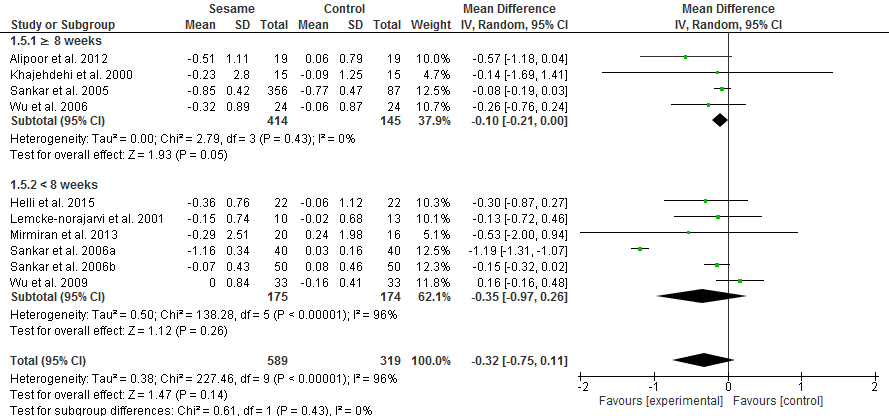 Sesame Control Mean Difference Mean Difference
Study or Subgroup Mean SD Total Mean SD Total Weight IV, Random, 95% CI IV, Random, 95% CI
1.5.1 ≥ 8 weeks
Alipoor et al. 2012 -0.51 1.11 19 0.06 0.79 19 10.0% -0.57 [-1.18, 0.04]
Khajehdehi et al. 2000 -0.23 2.8 15 -0.09 1.25 15 4.7% -0.14 [-1.69, 1.41]
Sankar et al. 2005 -0.85 0.42 356 -0.77 0.47 87 12.5% -0.08 [-0.19, 0.03]
Wu et al. 2006 -0.32 0.89 24 -0.06 0.87 24 10.7% -0.26 [-0.76, 0.24]
Subtotal (95% CI) 414 145 37.9% -0.10 [-0.21, 0.00]
Heterogeneity: Tau² = 0.00; Chi² = 2.79, df = 3 (P = 0.43); I² = 0%
Test for overall effect: Z = 1.93 (P = 0.05)
1.5.2 < 8 weeks
Helli et al. 2015 -0.36 0.76 22 -0.06 1.12 22 10.3% -0.30 [-0.87, 0.27]
Lemcke-norajarvi et al. 2001 -0.15 0.74 10 -0.02 0.68 13 10.2% -0.13 [-0.72, 0.46]
Mirmiran et al. 2013 -0.29 2.51 20 0.24 1.98 16 5.0% -0.53 [-2.00, 0.94]
Sankar et al. 2006a -1.16 0.34 40 0.03 0.16 40 12.5% -1.19 [-1.31, -1.07]
Sankar et al. 2006b -0.07 0.43 50 0.08 0.46 50 12.4% -0.15 [-0.32, 0.02]
Wu et al. 2009 0 0.84 33 -0.16 0.41 33 11.8% 0.16 [-0.16, 0.48]
Subtotal (95% CI) 175 174 62.1% -0.35 [-0.97, 0.26]
Heterogeneity: Tau² = 0.50; Chi² = 138.28, df = 5 (P < 0.00001); I² = 96%
Test for overall effect: Z = 1.12 (P = 0.26)
Total (95% CI) 589 319 100.0% -0.32 [-0.75, 0.11]
Heterogeneity: Tau² = 0.38; Chi² = 227.46, df = 9 (P < 0.00001); I² = 96%
Test for overall effect: Z = 1.47 (P = 0.14)
Test for subgroup differences: Chi² = 0.61, df = 1 (P = 0.43), I² = 0%
-2 -1 0 1 2
Favours [experimental] Favours [control]